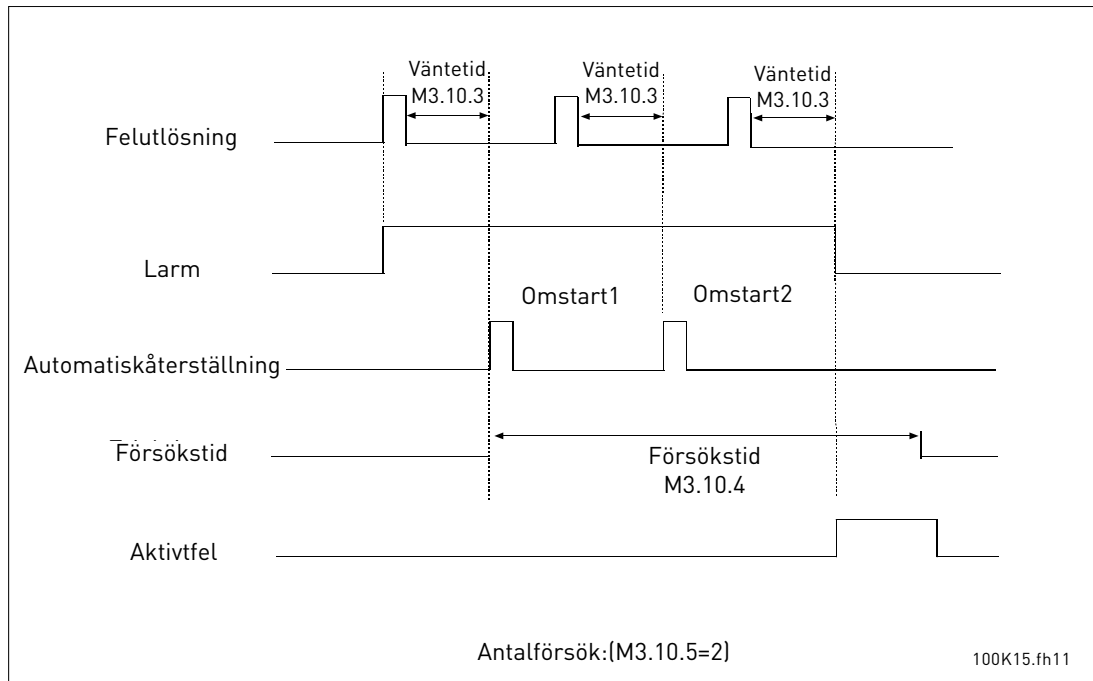 Väntetid
M3.10.3
Väntetid
M3.10.3
Väntetid
M3.10.3
Felutlösning
Larm
Omstart1
Omstart2
Automatiskåterställning
Försökstid
Försökstid
M3.10.4
Aktivtfel
Antalförsök:(M3.10.5=2)
100K15.fh11